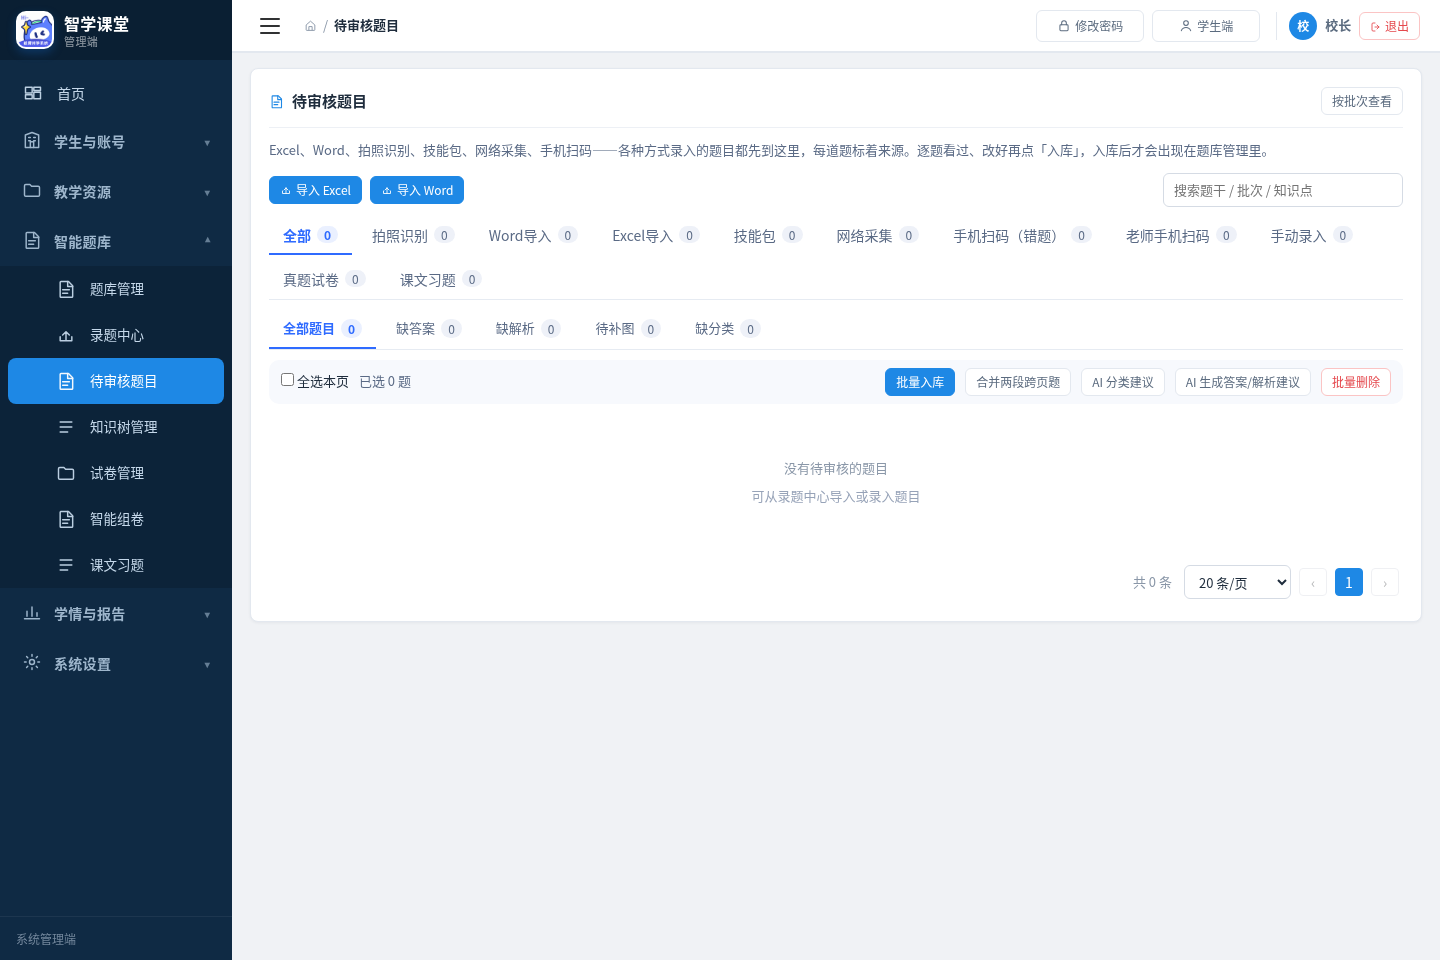 智学课堂
管理端
首页
学生与账号
教学资源
智能题库
题库管理
录题中心
待审核题目
知识树管理
试卷管理
智能组卷
课文习题
学情与报告
系统设置
系统管理端
/ 待审核题目
修改密码
学生端
校 校长
退出
待审核题目
按批次查看
Excel、Word、拍照识别、技能包、网络采集、手机扫码——各种方式录入的题目都先到这里，每道题标着来源。逐题看过、改好再点「入库」，入库后才会出现在题库管理里。
导入 Excel 导入 Word
搜索题干 / 批次 / 知识点
全部 0 拍照识别 0 Word导入 0 Excel导入 0 技能包 0 网络采集 0 手机扫码（错题） 0 老师手机扫码 0 手动录入 0
真题试卷 0 课文习题 0
全部题目 0 缺答案 0 缺解析 0 待补图 0 缺分类 0
全选本页 已选 0 题
批量入库 合并两段跨页题 AI 分类建议 AI 生成答案/解析建议 批量删除
没有待审核的题目
可从录题中心导入或录入题目
共 0 条 20 条/页 ‹ 1 ›